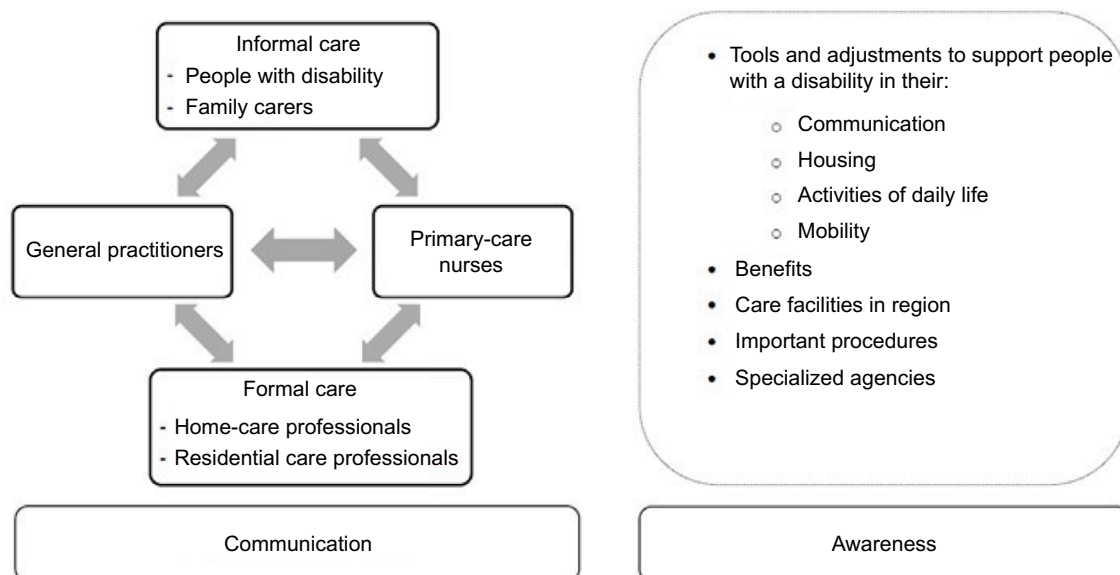 Informal care
- People with disability
- Family carers
General practitioners
Primary-care
nurses
Formal care
- Home-care professionals
- Residential care professionals
Communication
• Tools and adjustments to support people
with a disability in their:
○ Communication
○ Housing
○ Activities of daily life
○ Mobility
• Benefits
• Care facilities in region
• Important procedures
• Specialized agencies
Awareness